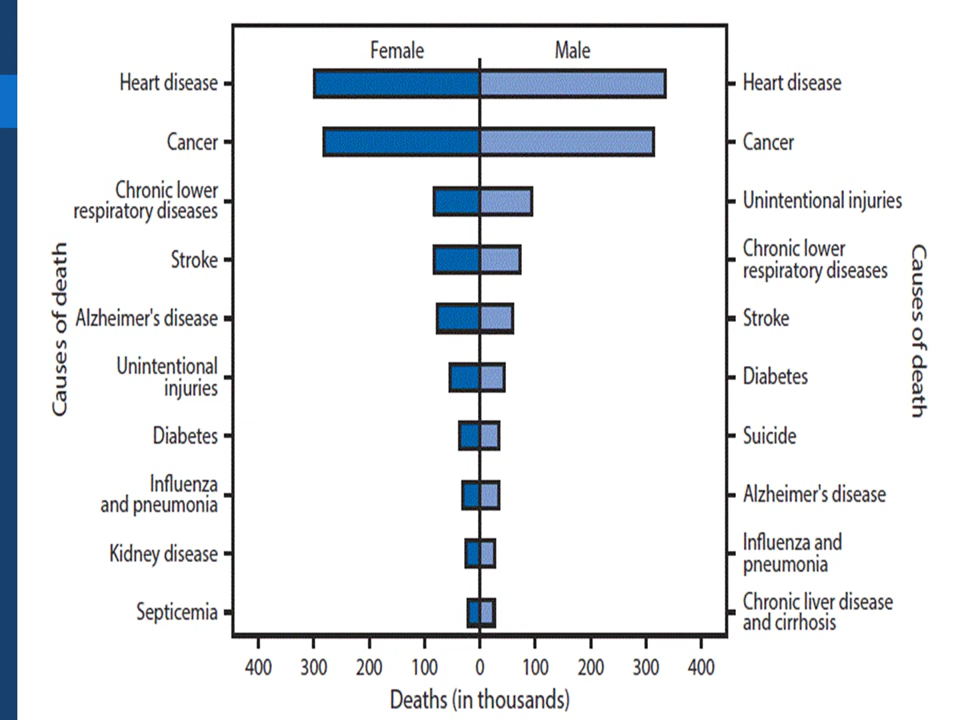 Female
Male
Heart disease
Cancer
Chronic lower
respiratory diseases
Stroke
Alzheimer's disease
Unintentional
injuries
Diabetes
Influenza
and pneumonia
Kidney disease
Septicemia
Causes of death
Heart disease
Cancer
Unintentional injuries
Chronic lower
respiratory diseases
Stroke
Diabetes
Suicide
Alzheimer's disease
Influenza and
pneumonia
Chronic liver disease
and cirrhosis
Causes of death
400 300 200 100 0 100 200 300 400
Deaths (in thousands)